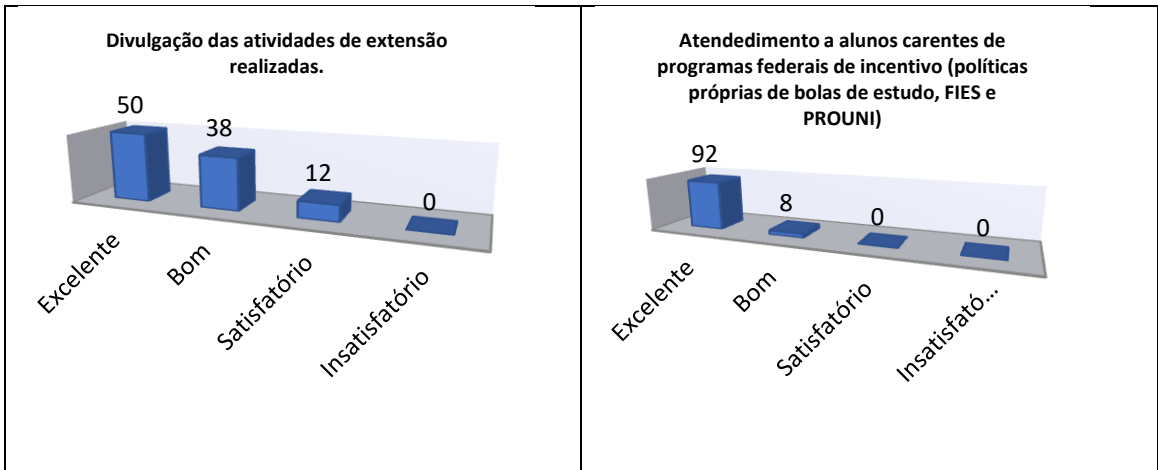 Divulgação das atividades de extensão
realizadas.
50
38
12
0
Excelente
Bom
Satisfatório
Insatisfatório
Atendedimento a alunos carentes de
programas federais de incentivo (políticas
próprias de bolas de estudo, FIES e
PROUNI)
92
8
0
0
Excelente
Bom
Satisfatório
Insatisfató...